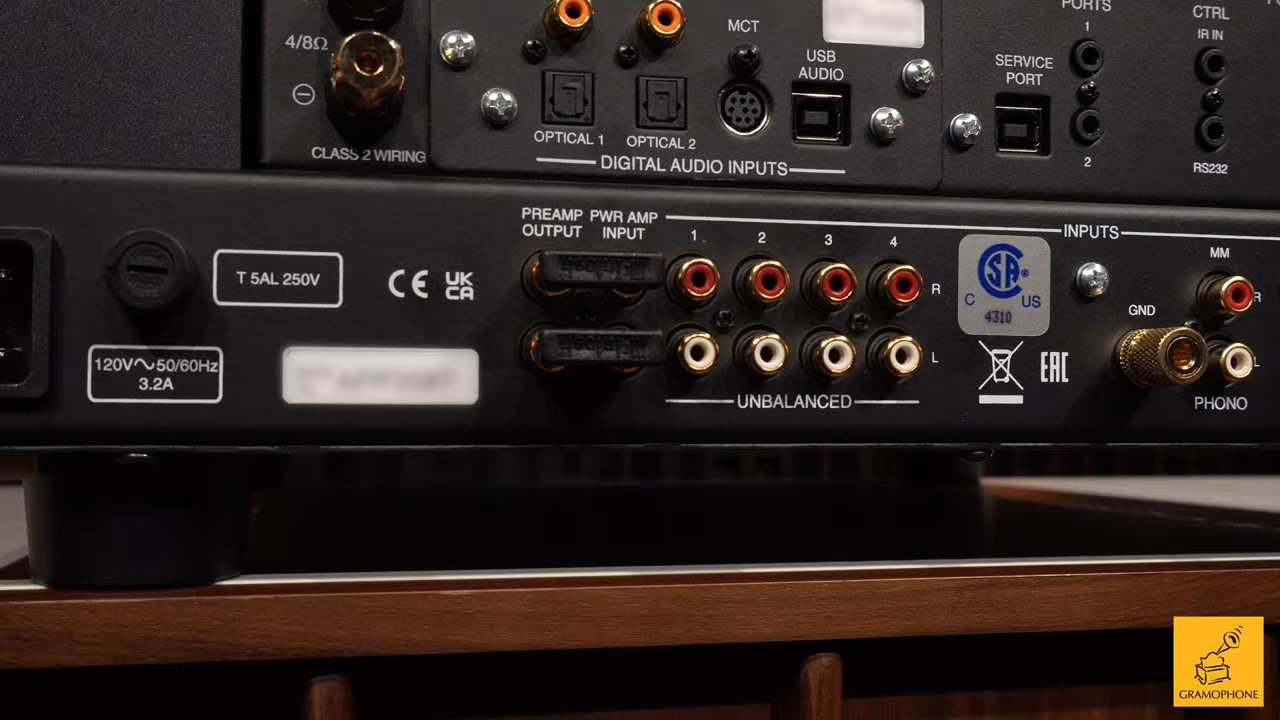 PORTS
CTRL
MCT
1
IR IN
4/8Ω
USB
AUDIO
SERVICE
PORT
OPTICAL 1
OPTICAL 2
CLASS 2 WIRING
DIGITAL AUDIO INPUTS
2
RS232
PREAMP
OUTPUT
PWR AMP
INPUT
INPUTS
1
2
3
4
MM
T 5AL 250V
CE
UK
CA
R
SA®
C US
4310
GND
R
120V～50/60Hz
3.2A
L
EAC
L
UNBALANCED
PHONO
GRAMOPHONE